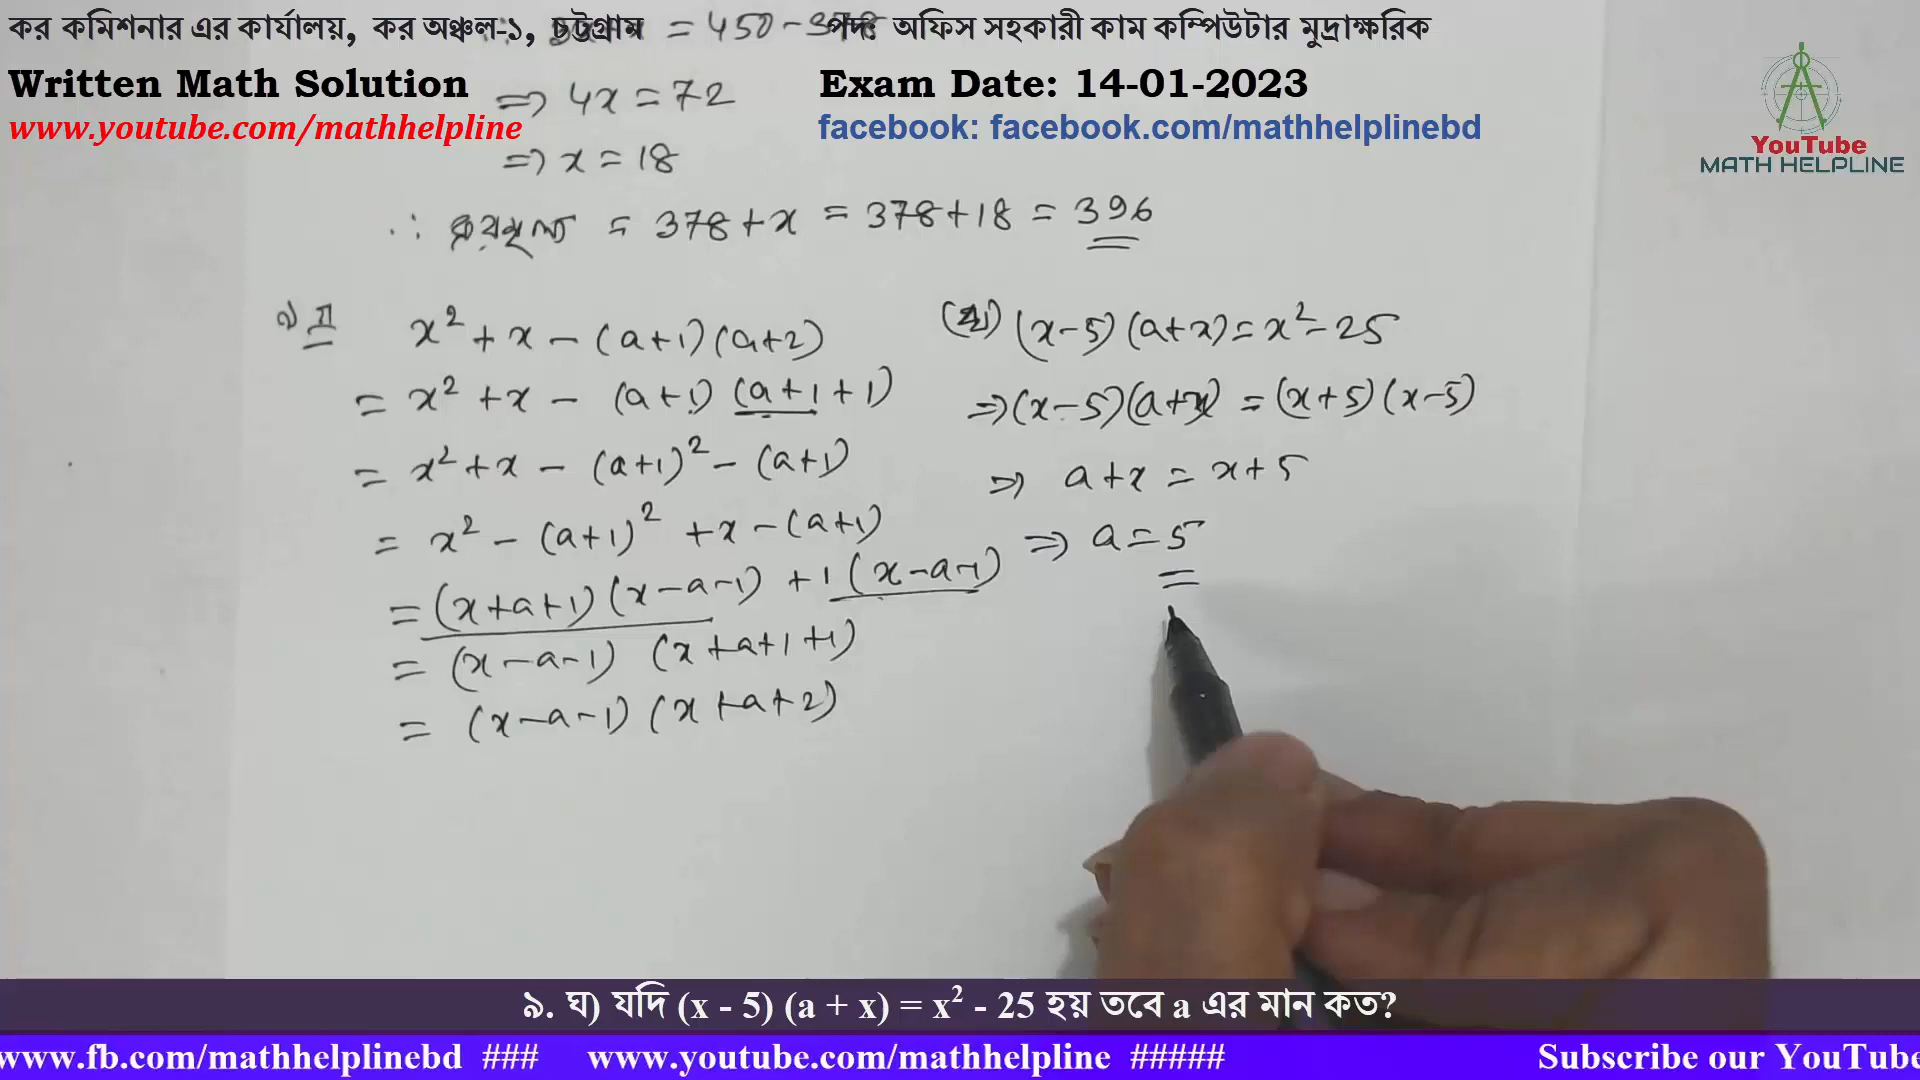 কর কমিশনার এর কার্যালয়, কর অঞ্চল-১, চট্টগ্রাম
= 450 - 378
পদ: অফিস সহকারী কাম কম্পিউটার মুদ্রাক্ষরিক
Written Math Solution
Exam Date: 14-01-2023
⇒ 4x = 72
www.youtube.com/mathhelpline
facebook: facebook.com/mathhelplinebd
YouTube
MATH HELPLINE
⇒ x = 18
∴ ক্রয়মূল্য = 378 + x = 378 + 18 = 396
x² + x - (a+1)(a+2)
= x² + x - (a+1)(a+1+1)
= x² + x - (a+1)² - (a+1)
= x² - (a+1)² + x - (a+1)
= (x+a+1)(x-a-1) + 1(x-a-1)
= (x-a-1)(x+a+1+1)
= (x-a-1)(x+a+2)
(ঘ) (x-5)(a+x) = x² - 25
⇒ (x-5)(a+x) = (x+5)(x-5)
⇒ a+x = x+5
⇒ a = 5
৯. ঘ) যদি (x - 5) (a + x) = x² - 25 হয় তবে a এর মান কত?
www.fb.com/mathhelplinebd ### www.youtube.com/mathhelpline ##### Subscribe our YouTube